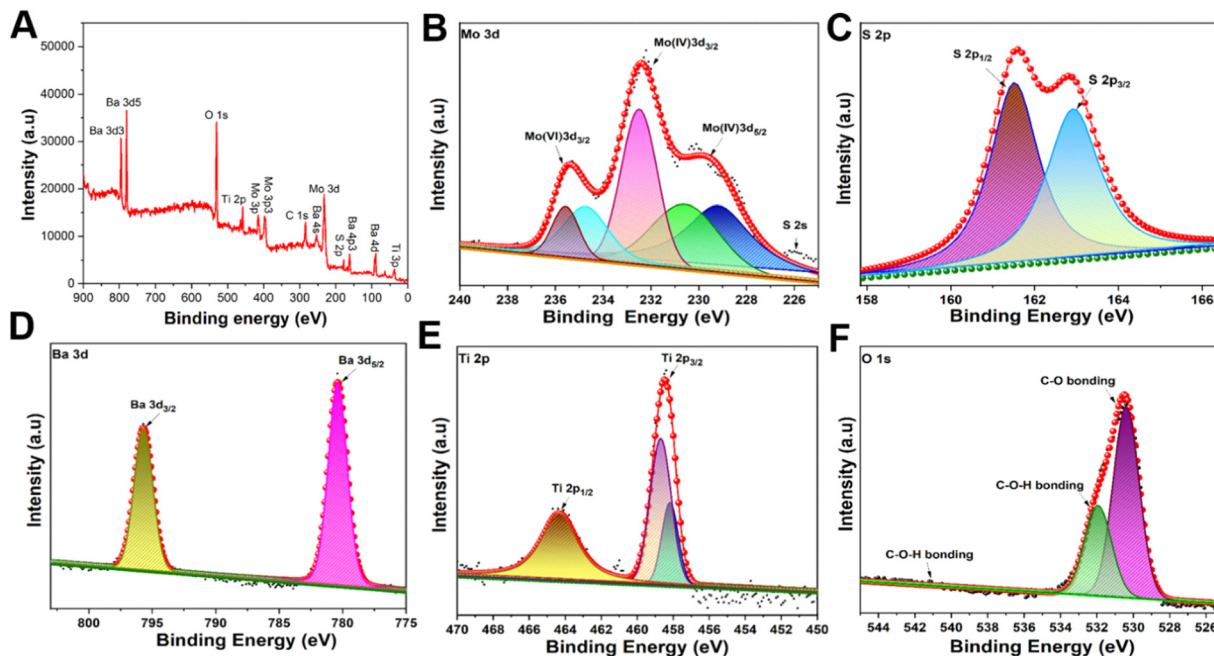 A
Intensity (a.u)
50000
40000
30000
20000
10000
0
Ba 3d3
Ba 3d5
O 1s
Ti 2p
Mo 3p
Mo 3p3
C 1s
Ba 4s
Mo 3d
S 2p
Ba 4p3
Ba 4d
Ti 3p
900 800 700 600 500 400 300 200 100 0
Binding energy (eV)
B
Mo 3d
Intensity (a.u)
Mo(VI)3d3/2
Mo(IV)3d3/2
Mo(IV)3d5/2
S 2s
240 238 236 234 232 230 228 226
Binding Energy (eV)
C
S 2p
Intensity (a.u)
S 2p1/2
S 2p3/2
158 160 162 164 166
Binding Energy (eV)
D
Ba 3d
Intensity (a.u)
Ba 3d3/2
Ba 3d5/2
800 795 790 785 780 775
Binding Energy (eV)
E
Ti 2p
Intensity (a.u)
Ti 2p1/2
Ti 2p3/2
470 468 466 464 462 460 458 456 454 452 450
Binding Energy (eV)
F
O 1s
Intensity (a.u)
C-O bonding
C-O-H bonding
C-O-H bonding
544 542 540 538 536 534 532 530 528 526
Binding Energy (eV)